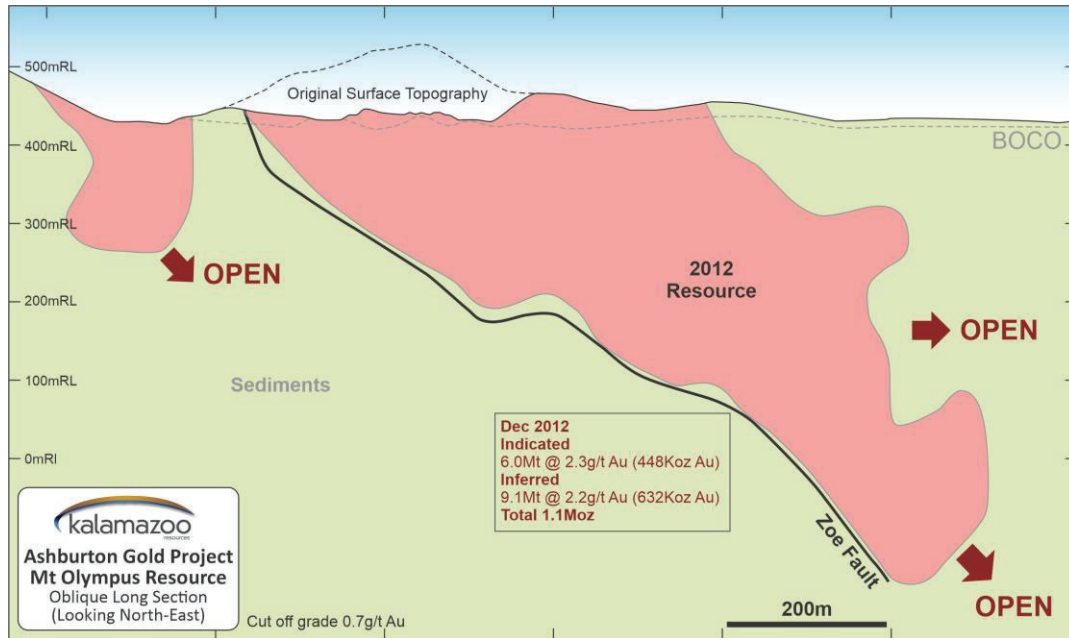 500mRL
Original Surface Topography
400mRL
BOCO
300mRL
OPEN
2012
Resource
200mRL
OPEN
100mRL
Sediments
Dec 2012
Indicated
6.0Mt @ 2.3g/t Au (448Koz Au)
Inferred
9.1Mt @ 2.2g/t Au (632Koz Au)
Total 1.1Moz
0mRl
Zoe Fault
kalamazoo
resources
Ashburton Gold Project
Mt Olympus Resource
Oblique Long Section
(Looking North-East)
Cut off grade 0.7g/t Au
200m
OPEN